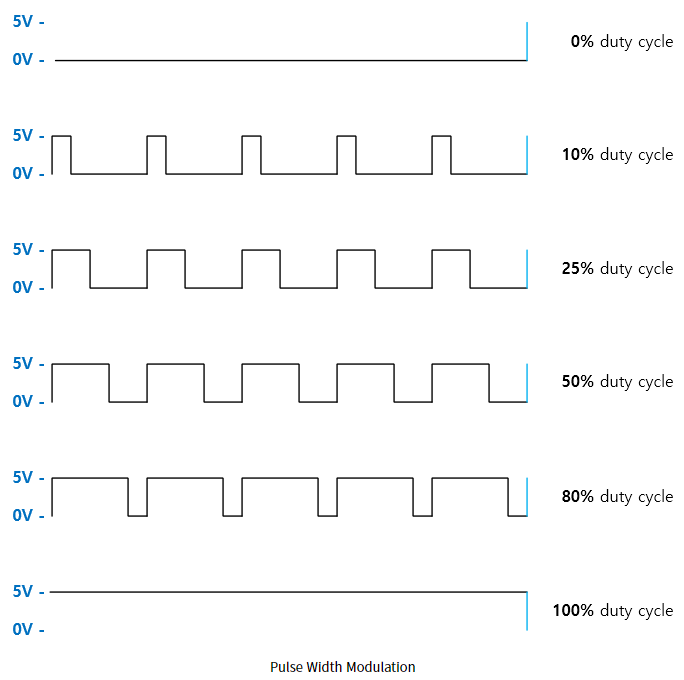 5V -
0% duty cycle
0V -
5V -
10% duty cycle
0V -
5V -
25% duty cycle
0V -
5V -
50% duty cycle
0V -
5V -
80% duty cycle
0V -
5V -
100% duty cycle
0V -
Pulse Width Modulation